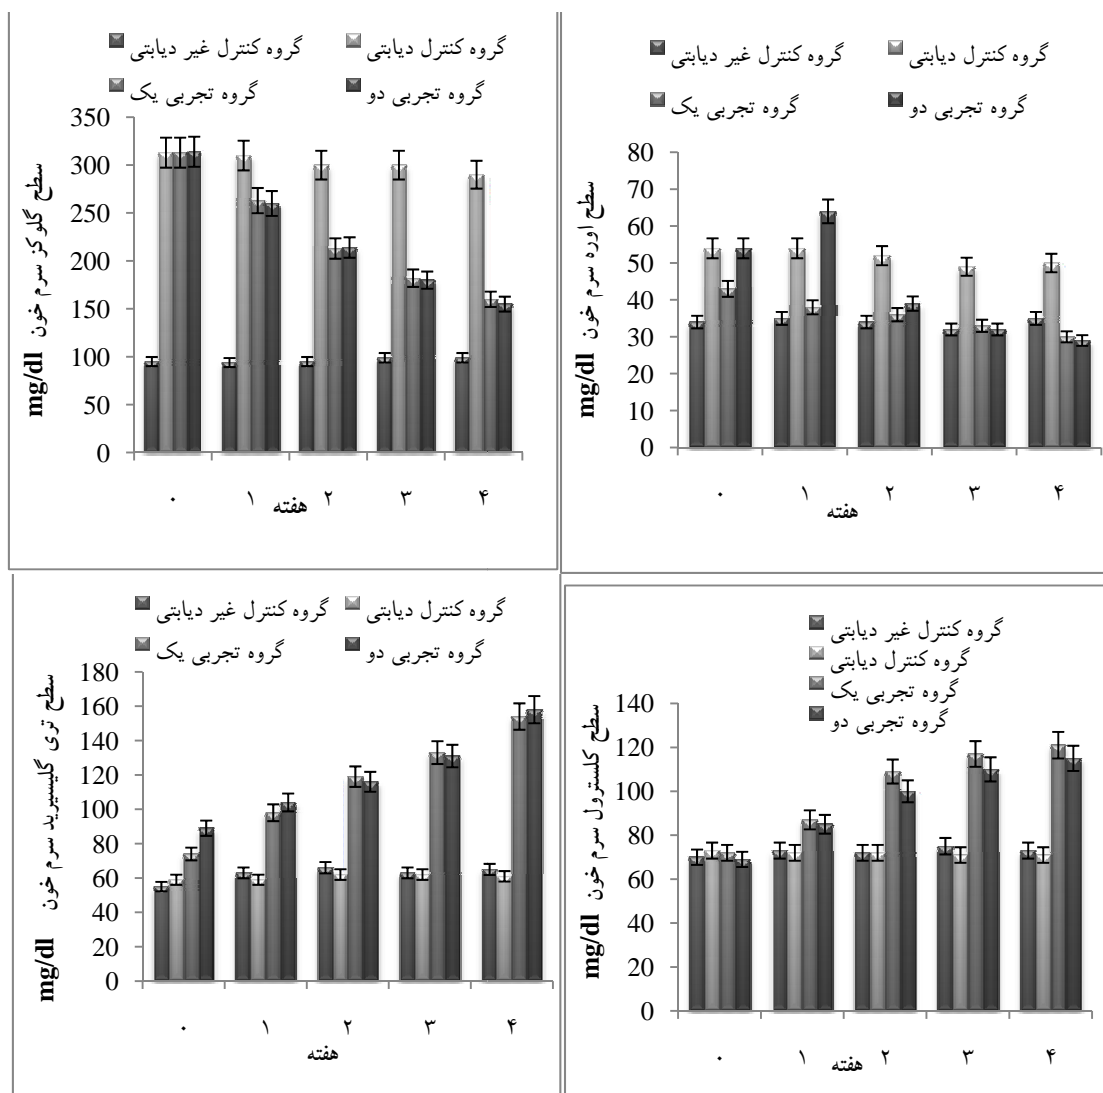 گروه کنترل غیر دیابتی گروه کنترل دیابتی
گروه تجربی یک گروه تجربی دو
سطح گلوکز سرم خون mg/dl
350
300
250
200
150
100
50
0
۰ ۱ ۲ ۳ ۴
هفته
گروه کنترل غیر دیابتی گروه کنترل دیابتی
گروه تجربی یک گروه تجربی دو
سطح اوره سرم خون mg/dl
80
70
60
50
40
30
20
10
0
۰ ۱ ۲ ۳ ۴
هفته
گروه کنترل غیر دیابتی گروه کنترل دیابتی
گروه تجربی یک گروه تجربی دو
سطح تری گلیسیرید سرم خون mg/dl
180
160
140
120
100
80
60
40
20
0
۰ ۱ ۲ ۳ ۴
هفته
گروه کنترل غیر دیابتی
گروه کنترل دیابتی
گروه تجربی یک
گروه تجربی دو
سطح کلسترول سرم خون mg/dl
140
120
100
80
60
40
20
0
۰ ۱ ۲ ۳ ۴
هفته